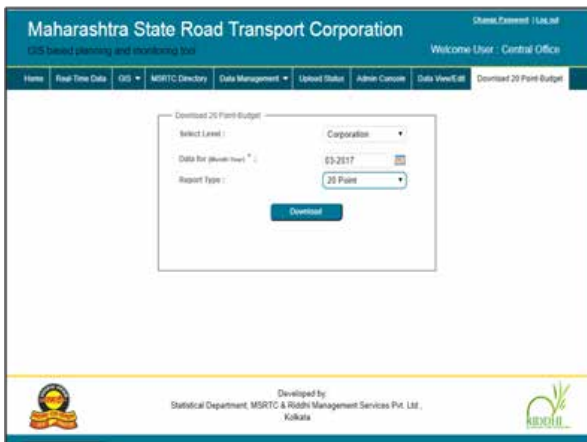 Change Password | Log out
Maharashtra State Road Transport Corporation
GIS based planning and monitoring tool
Welcome User : Central Office
Home Real-Time Data GIS MSRTC Directory Data Management Upload Status Admin Console Data View/Edit Download 20 Point-Budget
Download 20 Point-Budget
Select Level : Corporation
Data for (Month-Year) * : 03-2017
Report Type : 20 Point
Download
Developed by:
Statistical Department, MSRTC & Riddhi Management Services Pvt. Ltd.,
Kolkata
RIDDHI